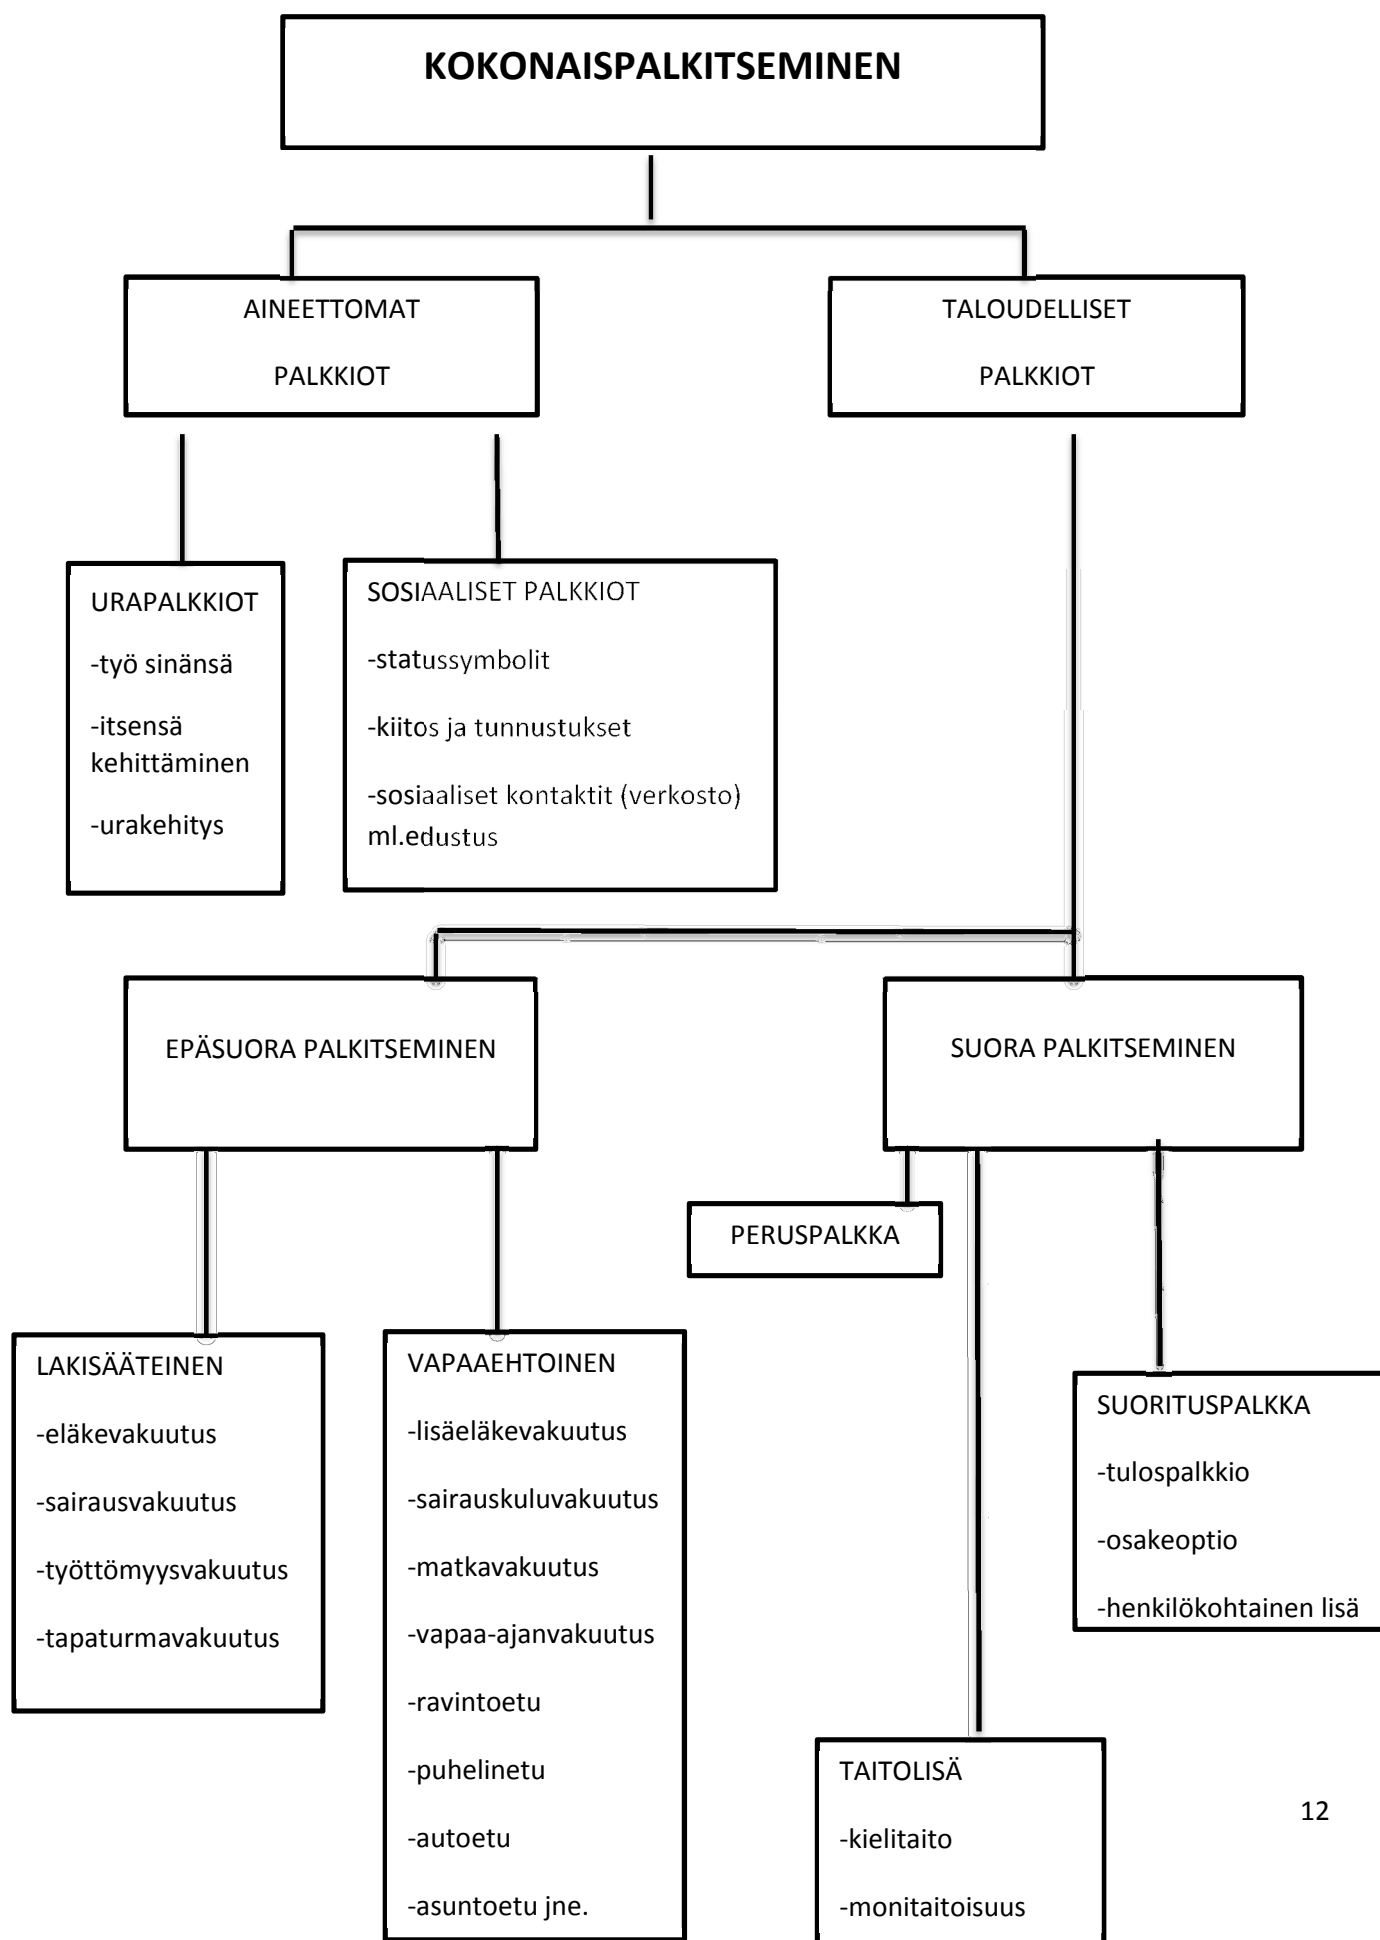 KOKONAISPALKITSEMINEN
AINEETTOMAT
PALKKIOT
TALOUDELLISET
PALKKIOT
URAPALKKIOT
-työ sinänsä
-itsensä
kehittäminen
-urakehitys
SOSIAALISET PALKKIOT
-statussymbolit
-kiitos ja tunnustukset
-sosiaaliset kontaktit (verkosto)
ml.edustus
EPÄSUORA PALKITSEMINEN
SUORA PALKITSEMINEN
PERUSPALKKA
LAKISÄÄTEINEN
-eläkevakuutus
-sairausvakuutus
-työttömyysvakuutus
-tapaturmavakuutus
VAPAAEHTOINEN
-lisäeläkevakuutus
-sairauskuluvakuutus
-matkavakuutus
-vapaa-ajanvakuutus
-ravintoetu
-puhelinetu
-autoetu
-asuntoetu jne.
SUORITUSPALKKA
-tulospalkkio
-osakeoptio
-henkilökohtainen lisä
TAITOLISÄ
-kielitaito
-monitaitoisuus
12